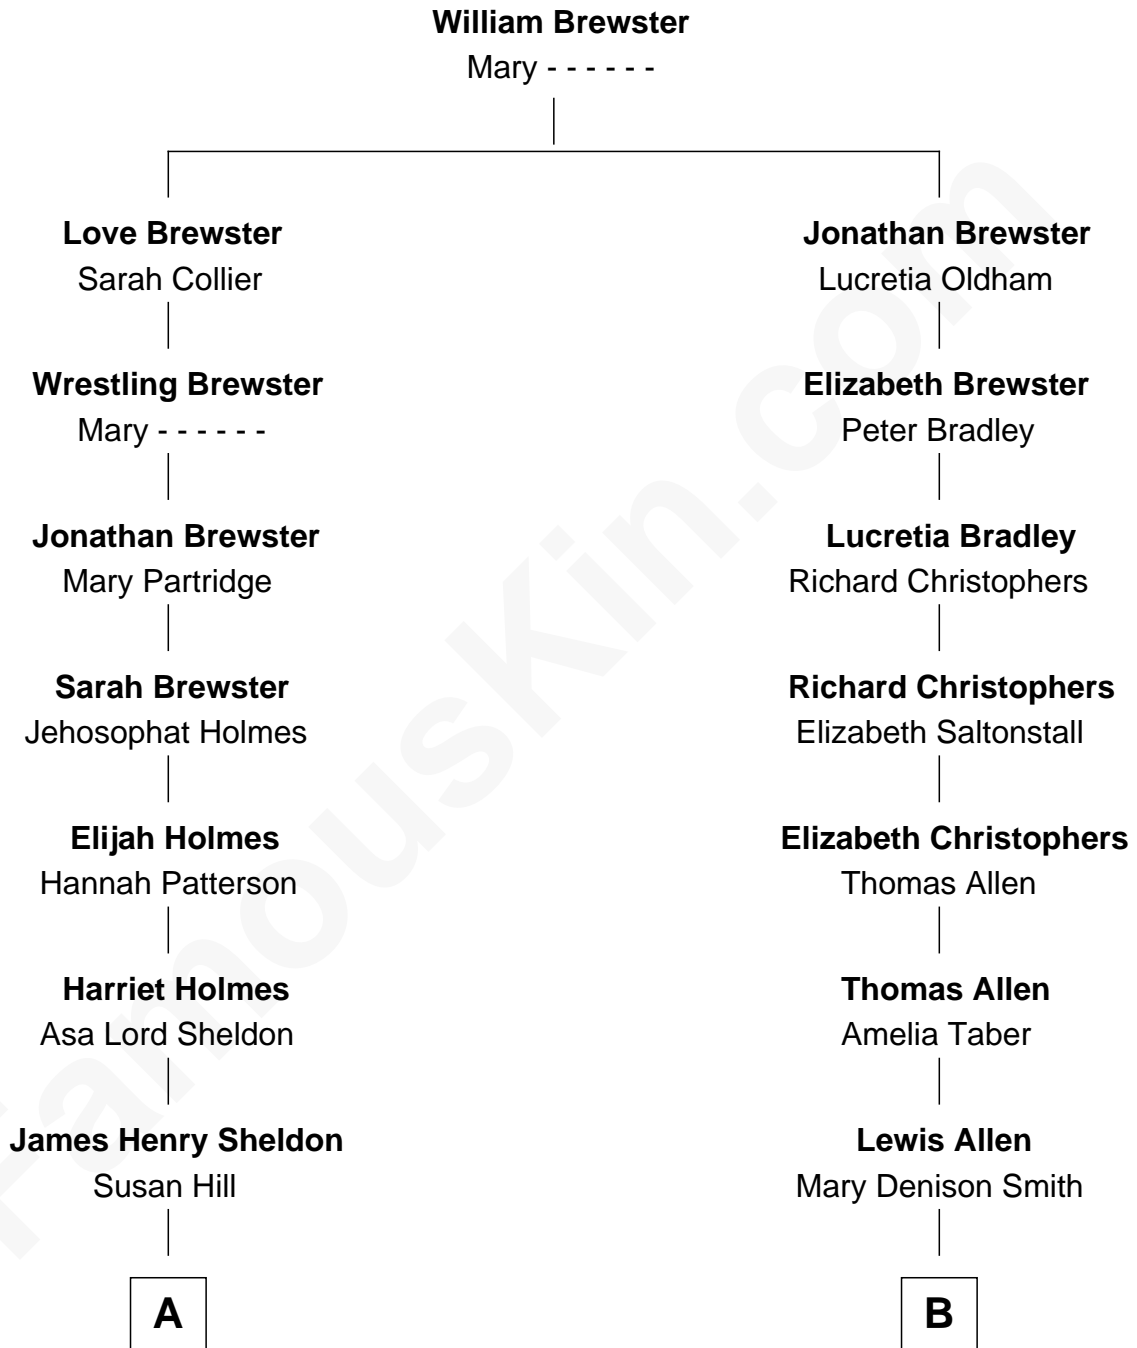 William Brewster
Mary - - - - - -
Love Brewster
Sarah Collier
Jonathan Brewster
Lucretia Oldham
Wrestling Brewster
Mary - - - - - -
Elizabeth Brewster
Peter Bradley
Jonathan Brewster
Mary Partridge
Lucretia Bradley
Richard Christophers
Sarah Brewster
Jehosophat Holmes
Richard Christophers
Elizabeth Saltonstall
Elijah Holmes
Hannah Patterson
Elizabeth Christophers
Thomas Allen
Harriet Holmes
Asa Lord Sheldon
Thomas Allen
Amelia Taber
James Henry Sheldon
Susan Hill
Lewis Allen
Mary Denison Smith
A
B
FamousKin.com